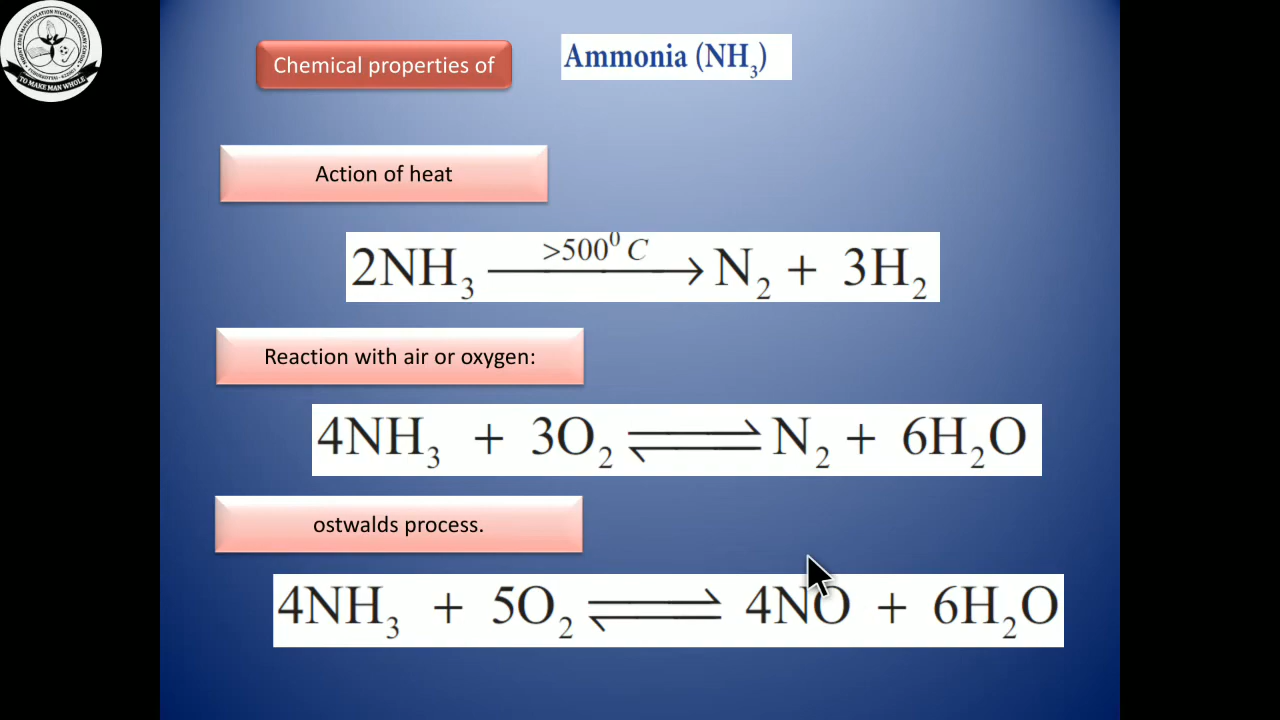 Chemical properties of Ammonia (NH₃)
Action of heat
2NH₃ >500⁰ C → N₂ + 3H₂
Reaction with air or oxygen:
4NH₃ + 3O₂ ⇌ N₂ + 6H₂O
ostwalds process.
4NH₃ + 5O₂ ⇌ 4NO + 6H₂O
TO MAKE MAN WHOLE